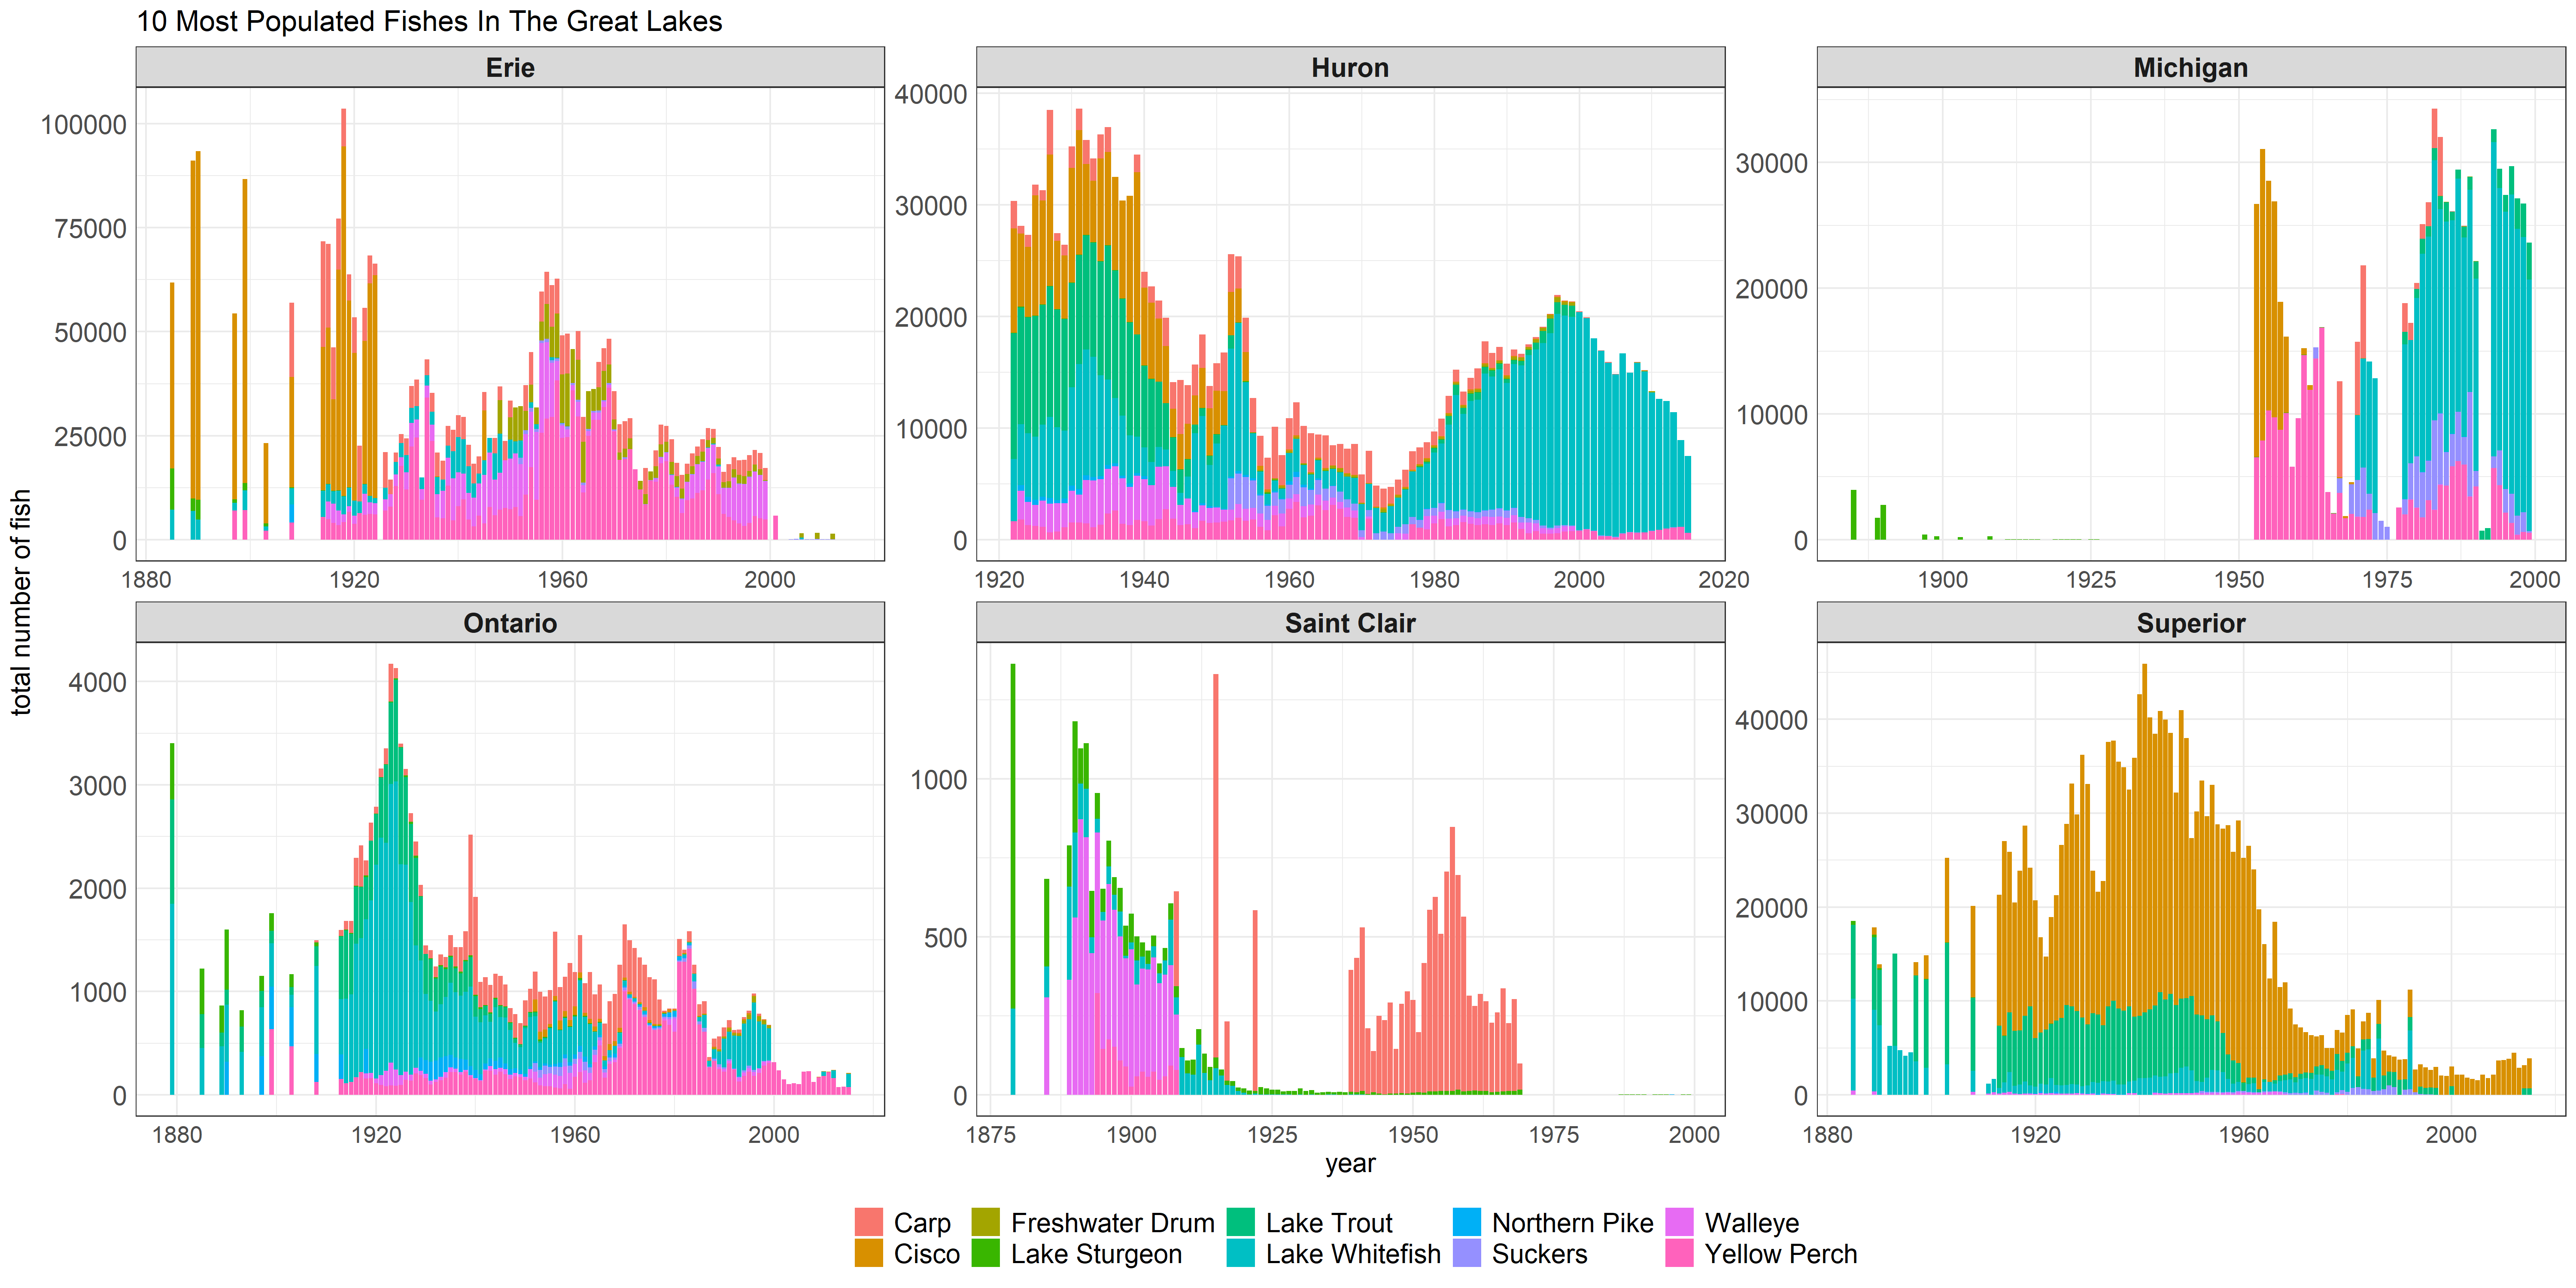 10 Most Populated Fishes In The Great Lakes
Erie
Huron
Michigan
100000
75000
50000
25000
0
1880
1920
1960
2000
40000
30000
20000
10000
0
1920
1940
1960
1980
2000
2020
30000
20000
10000
0
1900
1925
1950
1975
2000
total number of fish
Ontario
Saint Clair
Superior
4000
3000
2000
1000
0
1880
1920
1960
2000
1000
500
0
1875
1900
1925
1950
1975
2000
40000
30000
20000
10000
0
1880
1920
1960
2000
year
Carp
Freshwater Drum
Lake Trout
Northern Pike
Walleye
Cisco
Lake Sturgeon
Lake Whitefish
Suckers
Yellow Perch